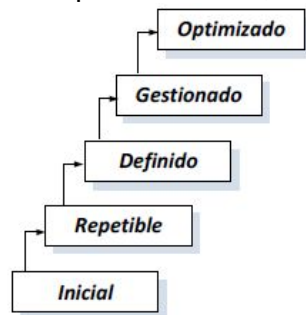 Optimizado
Gestionado
Definido
Repetible
Inicial